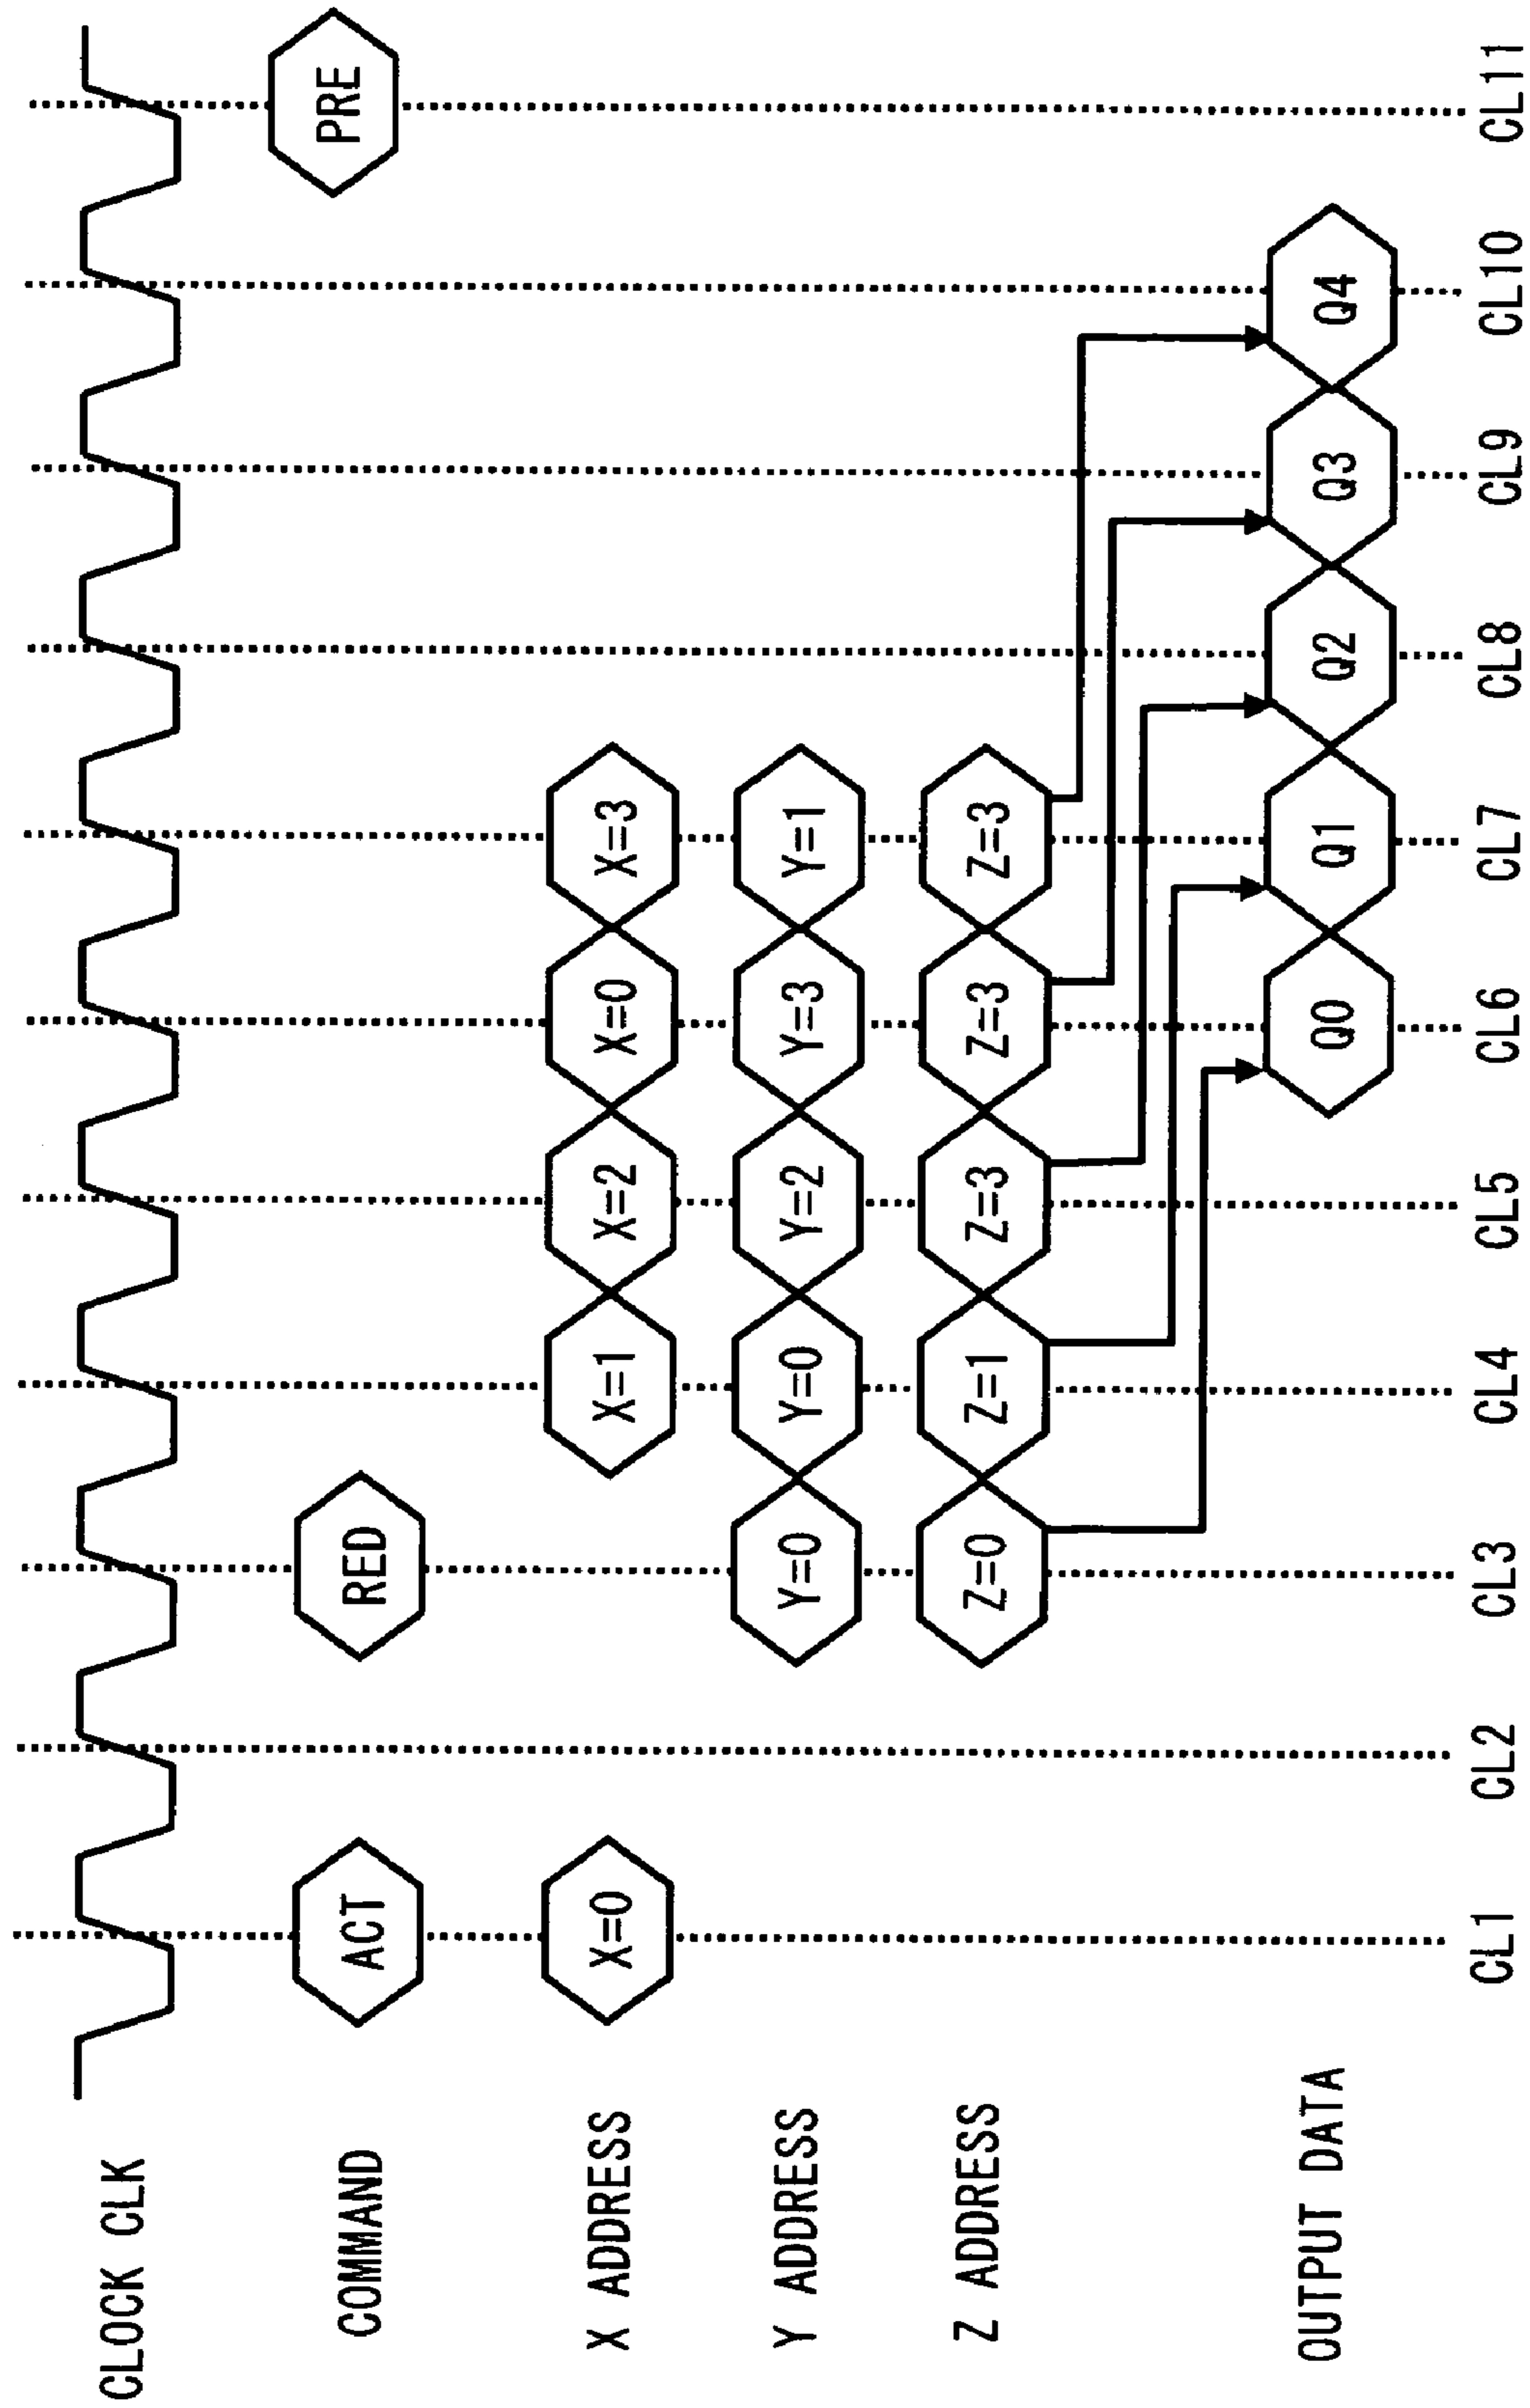 CLOCK CLK
COMMAND ACT RED PRE
X ADDRESS X=0 X=1 X=2 X=0 X=3
Y ADDRESS Y=0 Y=0 Y=2 Y=3 Y=1
Z ADDRESS Z=0 Z=1 Z=3 Z=3 Z=3
OUTPUT DATA Q0 Q1 Q2 Q3 Q4
CL1 CL2 CL3 CL4 CL5 CL6 CL7 CL8 CL9 CL10 CL11